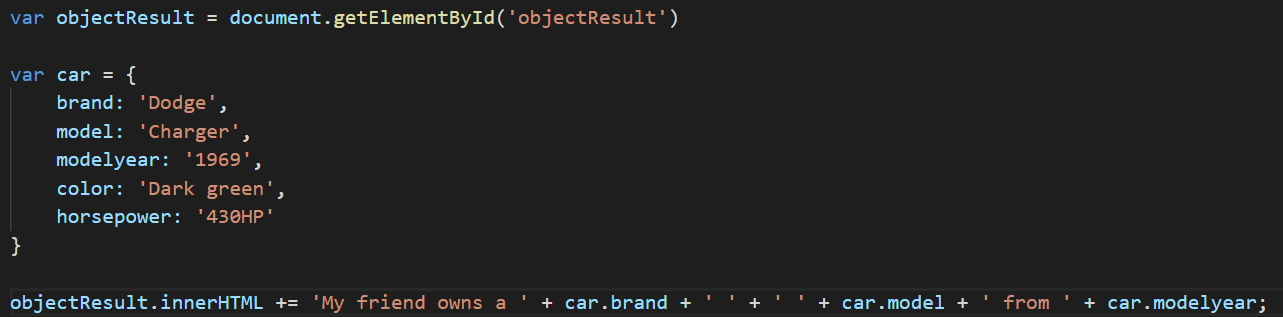 var objectResult = document.getElementById('objectResult')
var car = {
    brand: 'Dodge',
    model: 'Charger',
    modelyear: '1969',
    color: 'Dark green',
    horsepower: '430HP'
}
objectResult.innerHTML += 'My friend owns a ' + car.brand + ' ' + ' ' + car.model + ' from ' + car.modelyear;